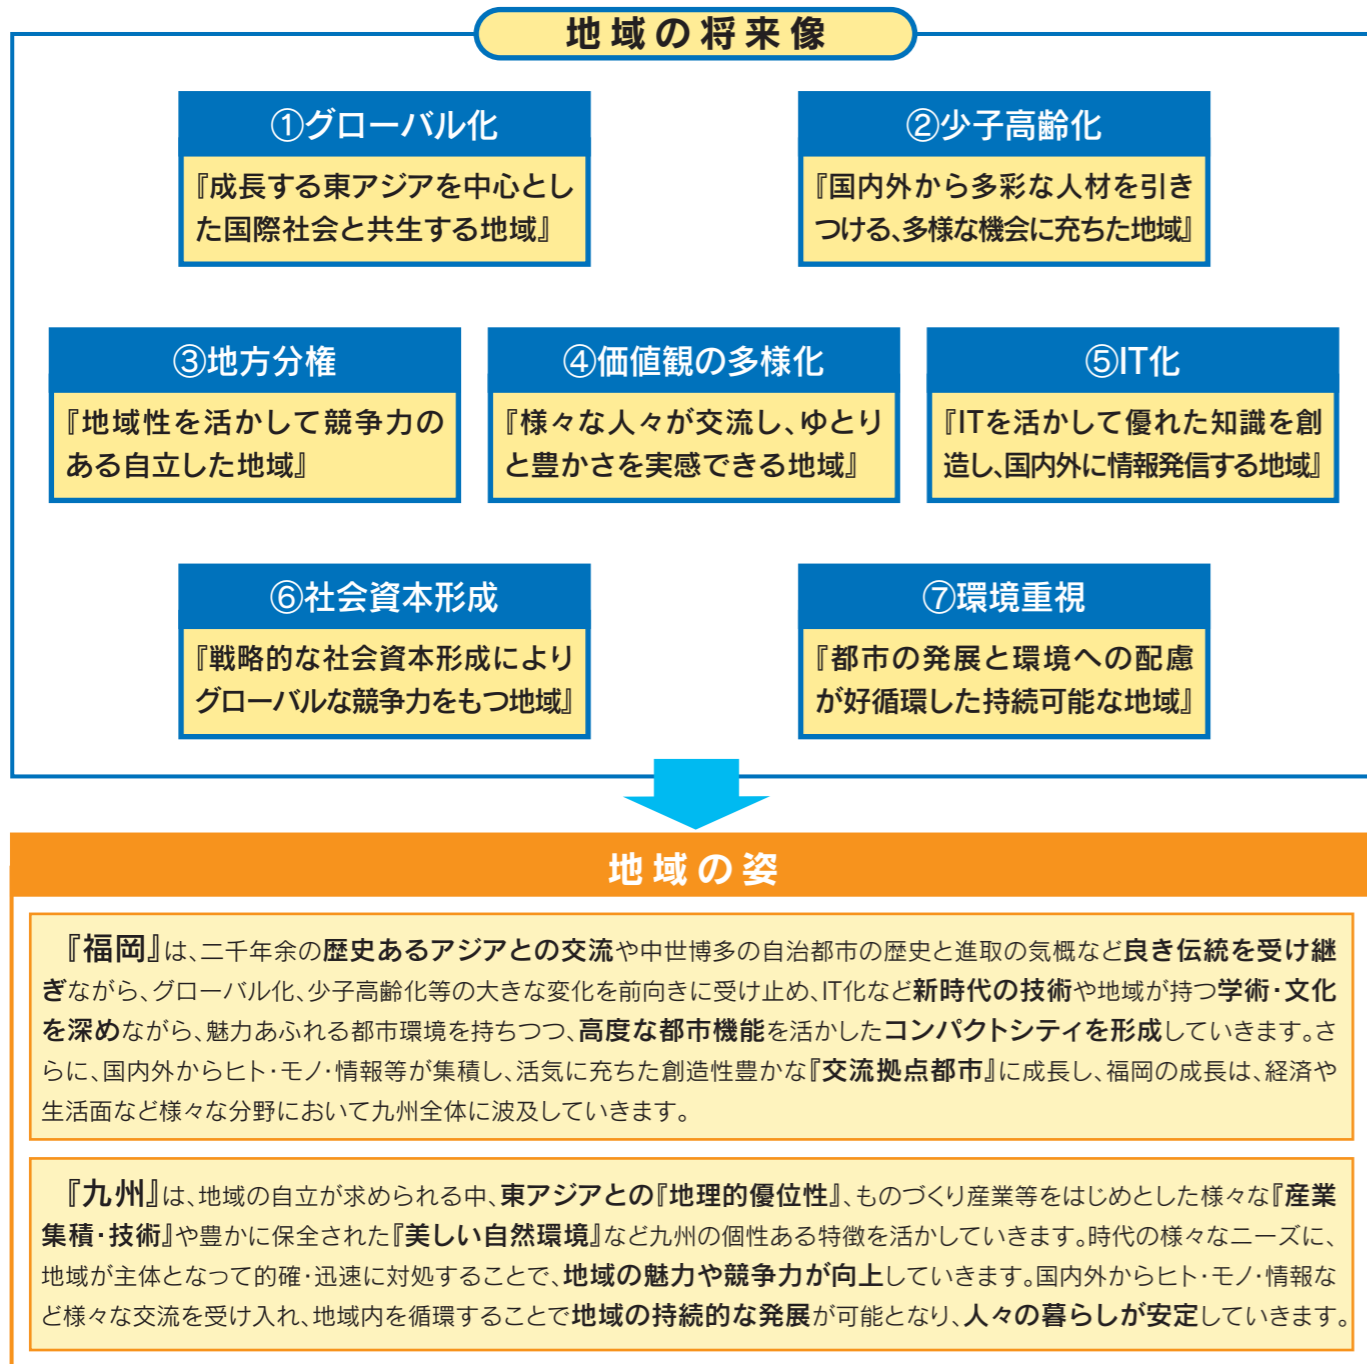 地域の将来像
①グローバル化
『成長する東アジアを中心とし
た国際社会と共生する地域』
②少子高齢化
『国内外から多彩な人材を引き
つける、多様な機会に充ちた地域』
③地方分権
『地域性を活かして競争力の
ある自立した地域』
④価値観の多様化
『様々な人々が交流し、ゆとり
と豊かさを実感できる地域』
⑤IT化
『ITを活かして優れた知識を創
造し、国内外に情報発信する地域』
⑥社会資本形成
『戦略的な社会資本形成により
グローバルな競争力をもつ地域』
⑦環境重視
『都市の発展と環境への配慮
が好循環した持続可能な地域』
地域の姿
『福岡』は、二千年余の歴史あるアジアとの交流や中世博多の自治都市の歴史と進取の気概など良き伝統を受け継
ぎながら、グローバル化、少子高齢化等の大きな変化を前向きに受け止め、IT化など新時代の技術や地域が持つ学術・文化
を深めながら、魅力あふれる都市環境を持ちつつ、高度な都市機能を活かしたコンパクトシティを形成していきます。さ
らに、国内外からヒト・モノ・情報等が集積し、活気に充ちた創造性豊かな『交流拠点都市』に成長し、福岡の成長は、経済や
生活面など様々な分野において九州全体に波及していきます。
『九州』は、地域の自立が求められる中、東アジアとの『地理的優位性』、ものづくり産業等をはじめとした様々な『産業
集積・技術』や豊かに保全された『美しい自然環境』など九州の個性ある特徴を活かしていきます。時代の様々なニーズに、
地域が主体となって的確・迅速に対処することで、地域の魅力や競争力が向上していきます。国内外からヒト・モノ・情報な
ど様々な交流を受け入れ、地域内を循環することで地域の持続的な発展が可能となり、人々の暮らしが安定していきます。